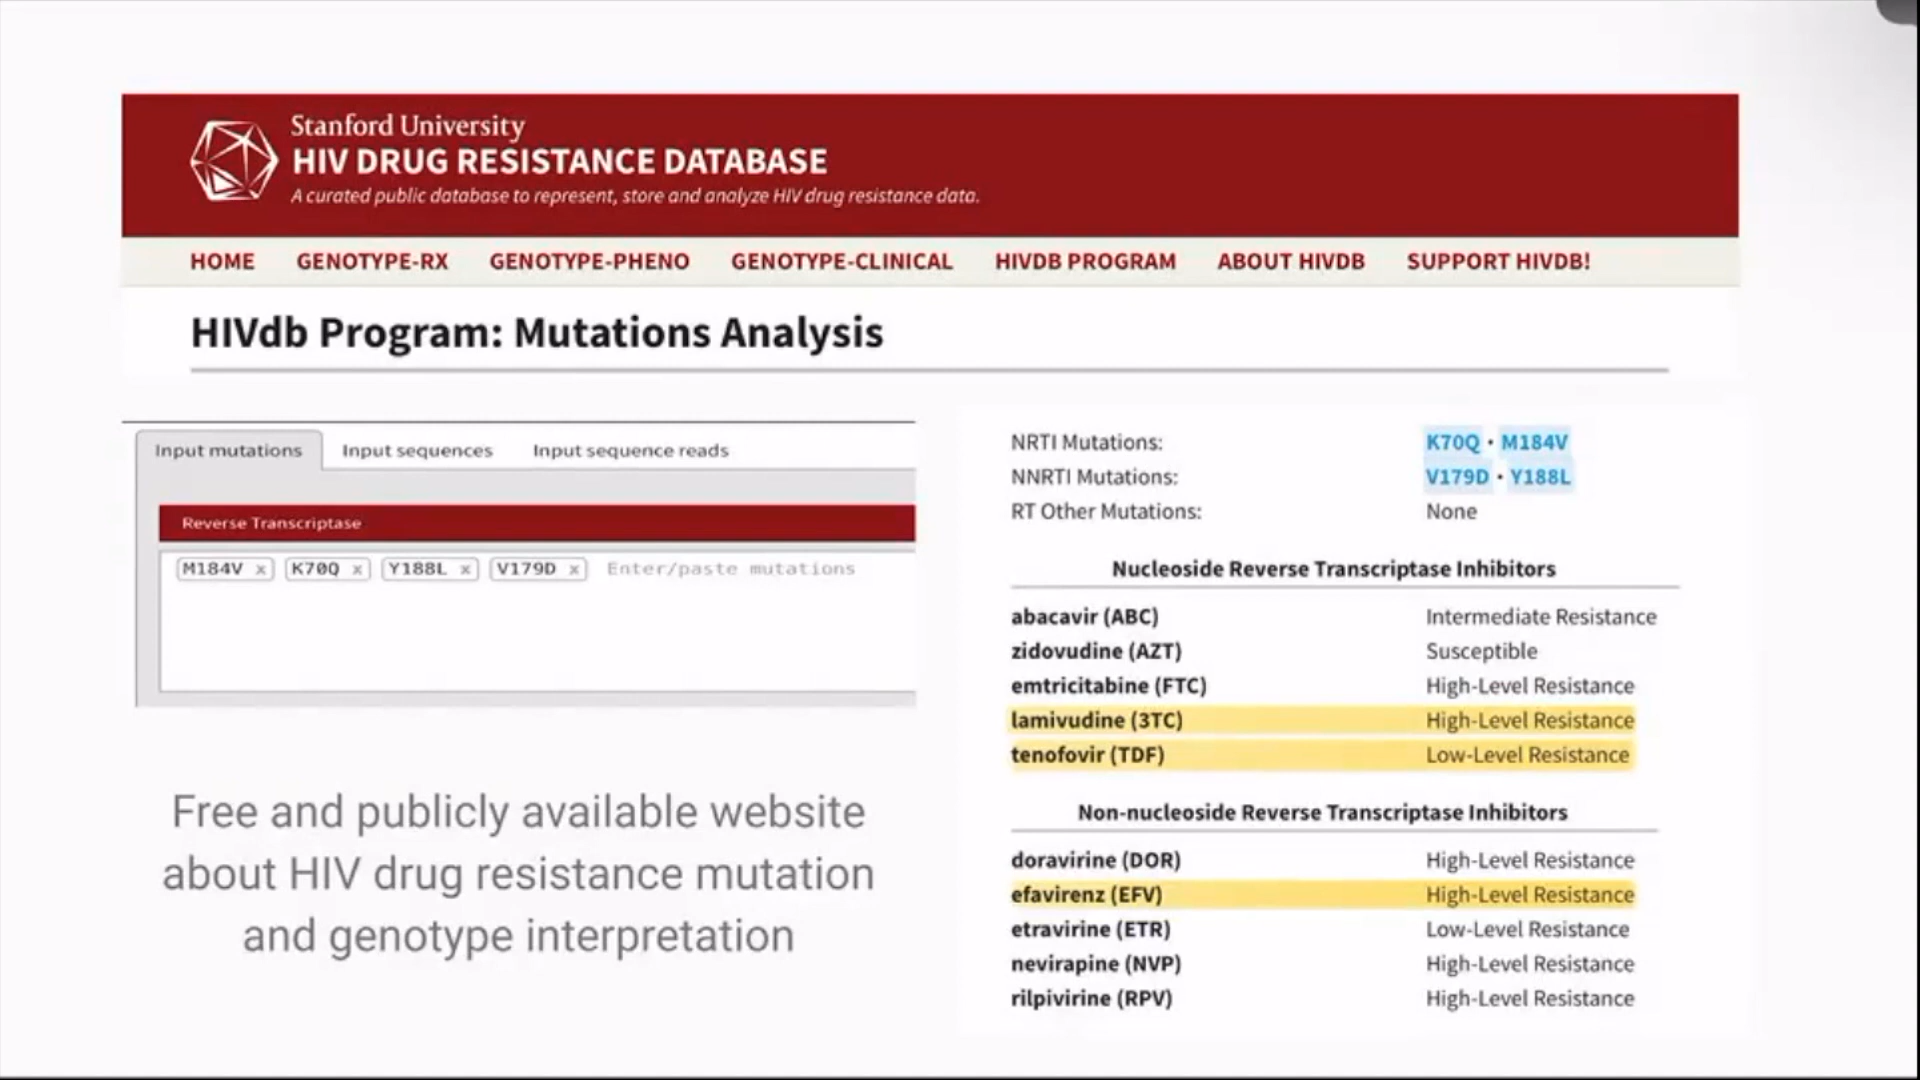 Stanford University
HIV DRUG RESISTANCE DATABASE
A curated public database to represent, store and analyze HIV drug resistance data.
HOME GENOTYPE-RX GENOTYPE-PHENO GENOTYPE-CLINICAL HIVDB PROGRAM ABOUT HIVDB SUPPORT HIVDB!
HIVdb Program: Mutations Analysis
Input mutations Input sequences Input sequence reads
Reverse Transcriptase
M184V x K70Q x Y188L x V179D x Enter/paste mutations
Free and publicly available website
about HIV drug resistance mutation
and genotype interpretation
NRTI Mutations: K70Q • M184V
NNRTI Mutations: V179D • Y188L
RT Other Mutations: None
Nucleoside Reverse Transcriptase Inhibitors
abacavir (ABC) Intermediate Resistance
zidovudine (AZT) Susceptible
emtricitabine (FTC) High-Level Resistance
lamivudine (3TC) High-Level Resistance
tenofovir (TDF) Low-Level Resistance
Non-nucleoside Reverse Transcriptase Inhibitors
doravirine (DOR) High-Level Resistance
efavirenz (EFV) High-Level Resistance
etravirine (ETR) Low-Level Resistance
nevirapine (NVP) High-Level Resistance
rilpivirine (RPV) High-Level Resistance